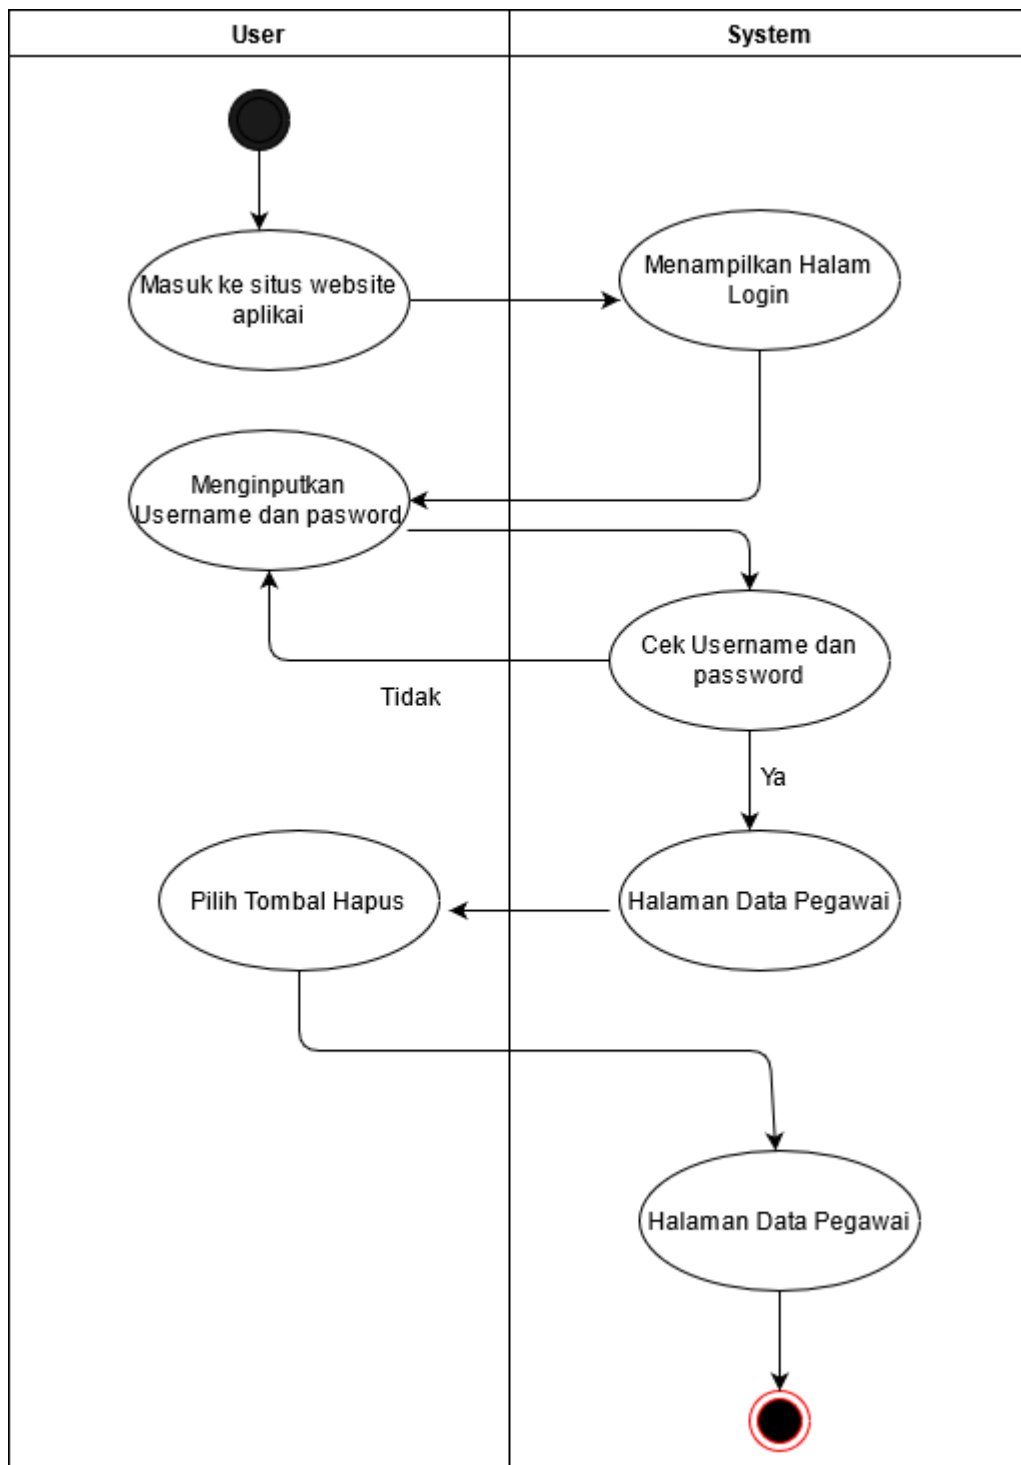 User
System
Masuk ke situs website
aplikai
Menampilkan Halam
Login
Menginputkan
Username dan pasword
Cek Username dan
password
Tidak
Ya
Pilih Tombal Hapus
Halaman Data Pegawai
Halaman Data Pegawai